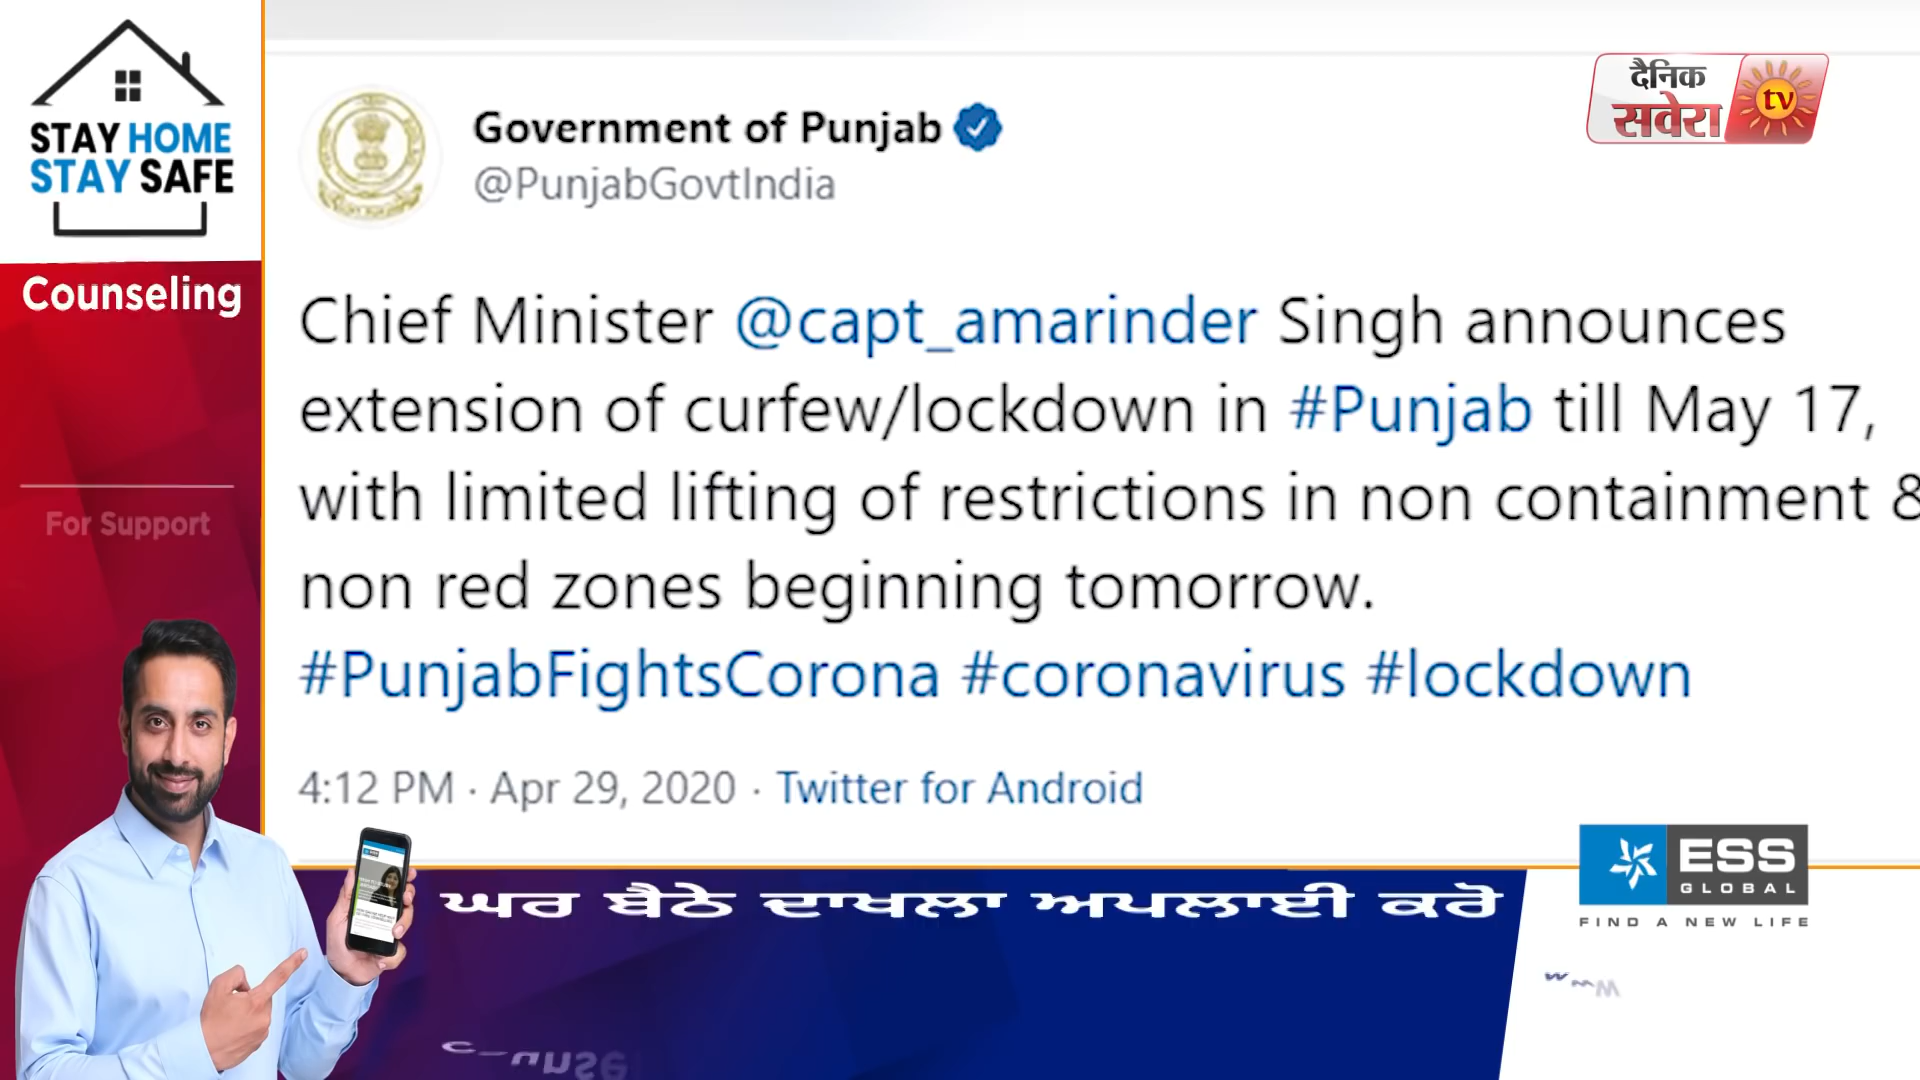 STAY HOME
STAY SAFE
Counseling
For Support
दैनिक
सवेरा tv
Government of Punjab
@PunjabGovtIndia
Chief Minister @capt_amarinder Singh announces
extension of curfew/lockdown in #Punjab till May 17,
with limited lifting of restrictions in non containment &
non red zones beginning tomorrow.
#PunjabFightsCorona #coronavirus #lockdown
4:12 PM · Apr 29, 2020 · Twitter for Android
ਘਰ ਬੈਠੇ ਦਾਖਲਾ ਅਪਲਾਈ ਕਰੋ
ESS
GLOBAL
FIND A NEW LIFE